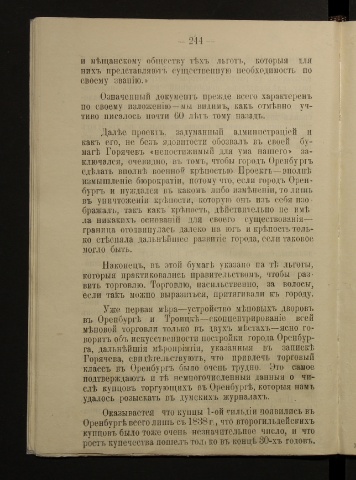 — 244 —
и мѣщанскому обществу тѣхъ льготъ, которыя для
нихъ представляютъ существенную необходимость по
своему званію.»
Означенный документъ прежде всего характеренъ
по своему изложенію—мы видимъ, какъ отмѣнно уч-
тиво писалось почти 60 лѣтъ тому назадъ.
Далѣе проектъ, задуманный администраціей и
какъ его, не безъ ядовитости обозвалъ въ своей бу-
магѣ Горячевъ «непостижимый для ума нашего» за-
ключался, очевидно, въ томъ, чтобы городъ Оренбургъ
сдѣлать вполнѣ военной крѣпостью Проектъ—вполнѣ
измышленіе бюрократіи, потому что, если городъ Орен-
бургъ и нуждался въ какомъ либо измѣненіи, то лишь
въ уничтоженіи крѣпости, которую онъ изъ себя изо-
бражалъ, такъ какъ крѣпость, дѣйствительно не имѣ
ла никакихъ основаній для своего существованія—
граница отодвинулась далеко на югъ и крѣпость толь-
ко стѣсняла дальнѣйшее развитіе города, если таковое
могло быть.
Наконецъ, въ этой бумагѣ указано на тѣ льготы,
которыя практиковались правительствомъ, чтобы раз-
вить торговлю. Торговлю, насильственно, за волосы,
если такъ можно выразиться, притягивали къ городу.
Уже первая мѣра—устройство мѣновыхъ дворовъ
въ Оренбургѣ и Троицкѣ—концентрированіе всей
мѣновой торговли только въ двухъ мѣстахъ—ясно го-
воритъ объ искусственности постройки города Оренбур-
га, дальнѣйшія мѣропріятія, указанныя въ запискѣ
Горячева, свидѣтельствуютъ, что привлечь торговый
классъ въ Оренбургъ было очень трудно. Это самое
подтверждаютъ и тѣ немногочисленныя данныя о чи-
слѣ купцовъ торгующихъ въ Оренбургѣ, которыя намъ
удалось розыскать въ думскихъ журналахъ.
Оказывается что купцы 1-ой гильдіи появились въ
Оренбургѣ всего лишь съ 1838 г., что второгильдейскихъ
купцовъ было тоже очень незначительное число, и что
ростъ купечества пошелъ только въ концѣ 30-хъ годовъ.